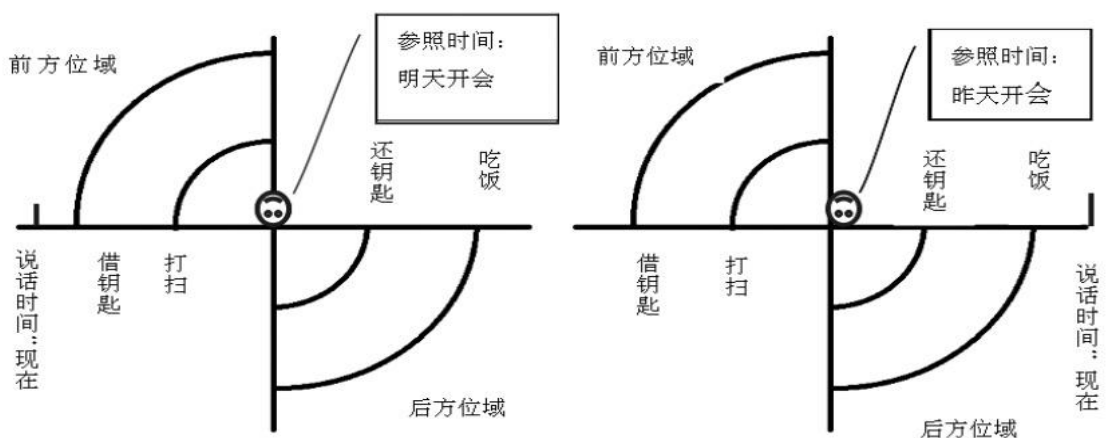 前方位域
参照时间：
明天开会
还钥匙
吃饭
说话时间：现在
借钥匙
打扫
后方位域
前方位域
参照时间：
昨天开会
还钥匙
吃饭
借钥匙
打扫
说话时间：现在
后方位域